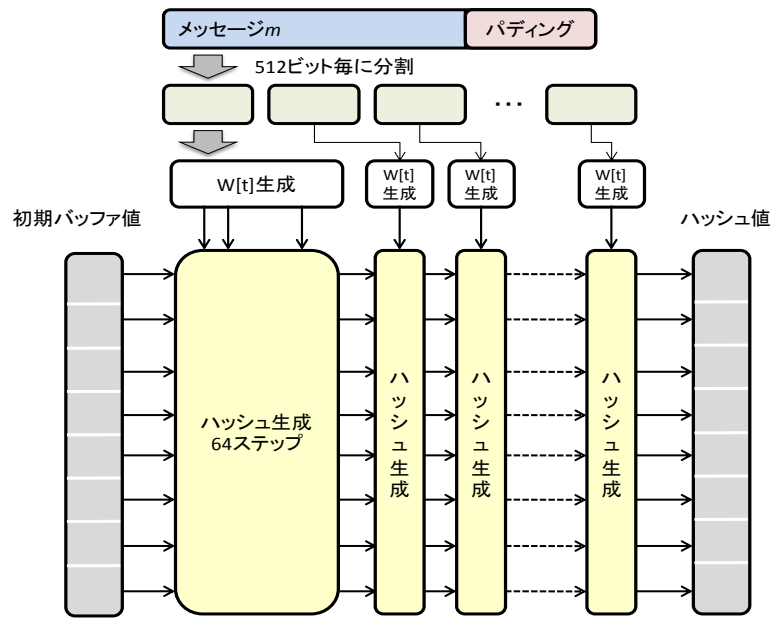 メッセージm
パディング
512ビット毎に分割
...
W[t]生成
W[t]
生成
W[t]
生成
W[t]
生成
初期バッファ値
ハッシュ値
ハッシュ生成
64ステップ
ハッシュ生成
ハッシュ生成
ハッシュ生成